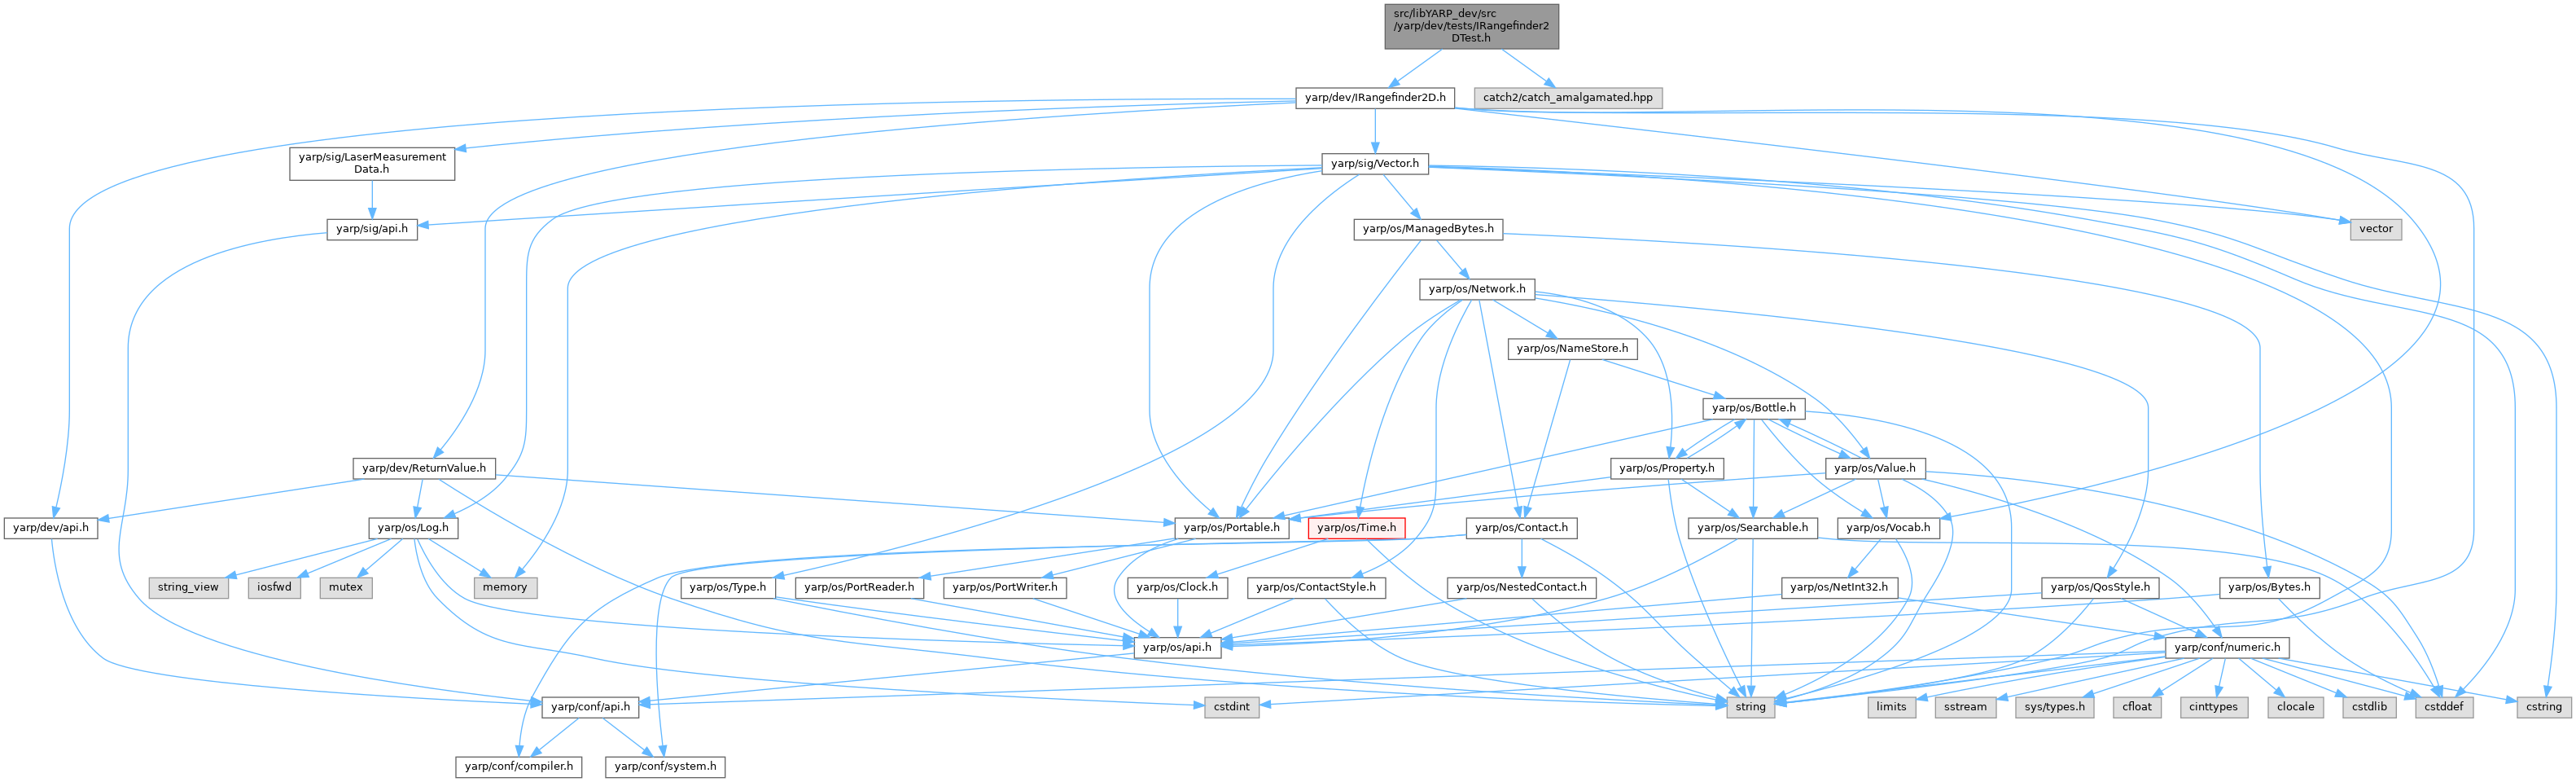 src/libYARP_dev/src
/yarp/dev/tests/IRangefinder2
DTest.h
yarp/dev/IRangefinder2D.h
catch2/catch_amalgamated.hpp
yarp/sig/LaserMeasurement
Data.h
yarp/sig/Vector.h
yarp/sig/api.h
yarp/os/ManagedBytes.h
vector
yarp/os/Network.h
yarp/os/NameStore.h
yarp/os/Bottle.h
yarp/dev/ReturnValue.h
yarp/os/Property.h
yarp/os/Value.h
yarp/dev/api.h
yarp/os/Log.h
yarp/os/Portable.h
yarp/os/Time.h
yarp/os/Contact.h
yarp/os/Searchable.h
yarp/os/Vocab.h
string_view
iosfwd
mutex
memory
yarp/os/Type.h
yarp/os/PortReader.h
yarp/os/PortWriter.h
yarp/os/Clock.h
yarp/os/ContactStyle.h
yarp/os/NestedContact.h
yarp/os/NetInt32.h
yarp/os/QosStyle.h
yarp/os/Bytes.h
yarp/os/api.h
yarp/conf/numeric.h
yarp/conf/api.h
cstdint
string
limits
sstream
sys/types.h
cfloat
cinttypes
clocale
cstdlib
cstddef
cstring
yarp/conf/compiler.h
yarp/conf/system.h